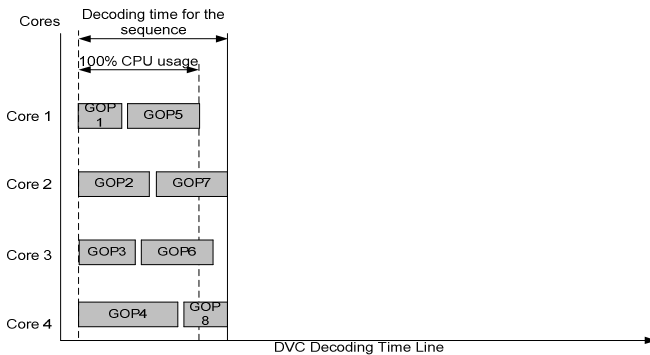 Cores
Decoding time for the
sequence
100% CPU usage
Core 1
GOP
1
GOP5
Core 2
GOP2
GOP7
Core 3
GOP3
GOP6
Core 4
GOP4
GOP
8
DVC Decoding Time Line